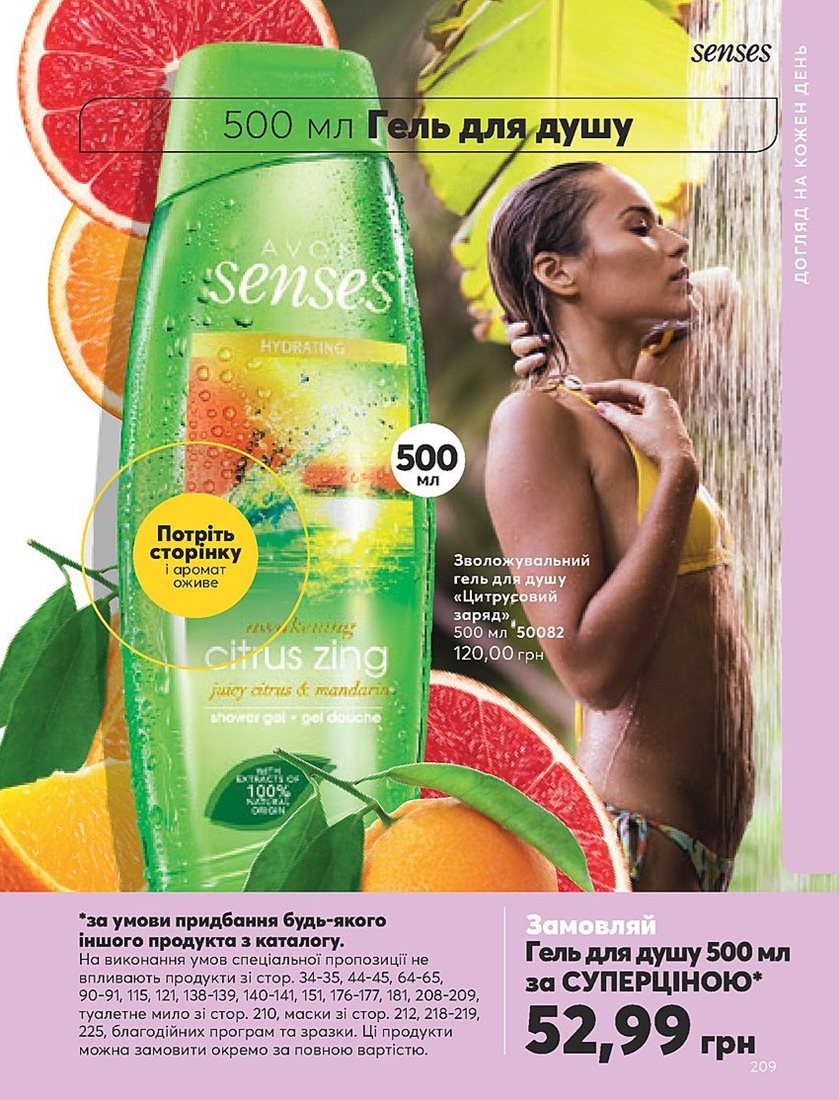 senses
ДОГЛЯД НА КОЖЕН ДЕНЬ
500 мл Гель для душу
AVON
senses
HYDRATING
500
мл
Потріть
сторінку
і аромат
оживе
Зволожувальний
гель для душу
«Цитрусовий
заряд»
500 мл *50082
120,00 грн
awakening
citrus zing
juicy citrus & mandarin
shower gel • gel douche
WITH
EXTRACTS OF
100%
NATURAL
ORIGIN
*за умови придбання будь-якого
іншого продукта з каталогу.
На виконання умов спеціальної пропозиції не
впливають продукти зі стор. 34-35, 44-45, 64-65,
90-91, 115, 121, 138-139, 140-141, 151, 176-177, 181, 208-209,
туалетне мило зі стор. 210, маски зі стор. 212, 218-219,
225, благодійних програм та зразки. Ці продукти
можна замовити окремо за повною вартістю.
Замовляй
Гель для душу 500 мл
за СУПЕРЦІНОЮ*
52,99 грн
209